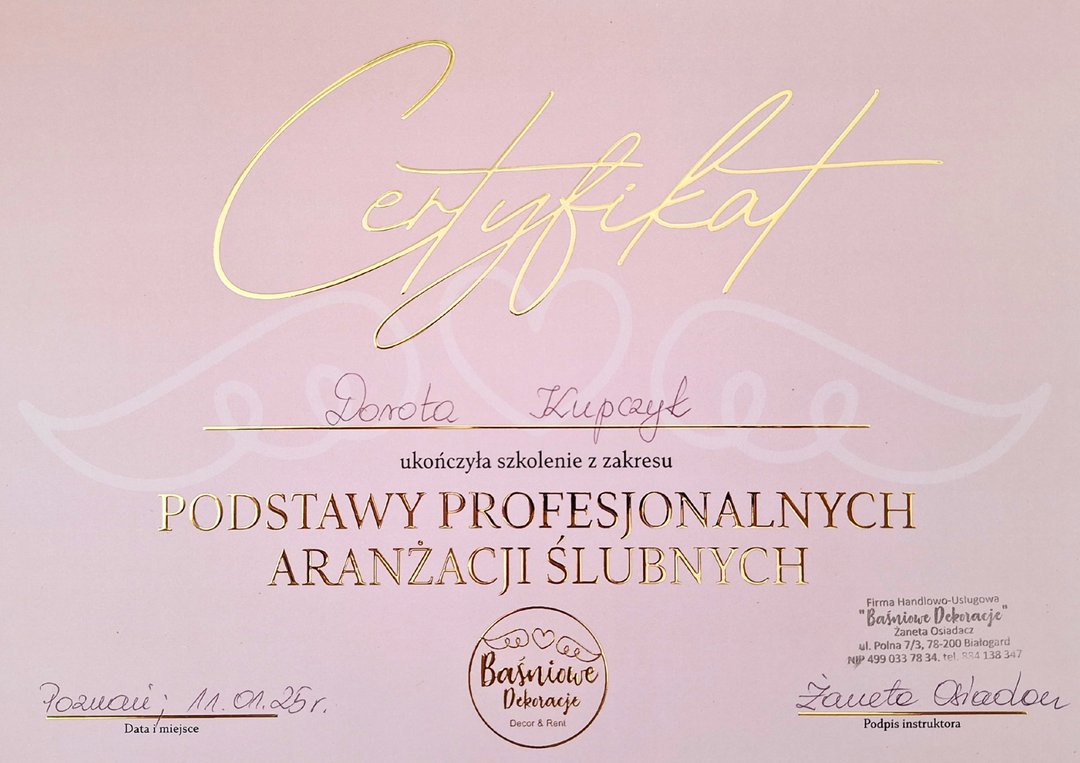 Certyfikat
Dorota Kupczyk
ukończyła szkolenie z zakresu
PODSTAWY PROFESJONALNYCH
ARANŻACJI ŚLUBNYCH
Firma Handlowo-Usługowa
"Baśniowe Dekoracje"
Żaneta Osiadacz
ul. Polna 7/3, 78-200 Białogard
NIP 499 033 78 34, tel. 884 138 347
Baśniowe
Dekoracje
Decor & Rent
Poznań, 11.01.25r.
Data i miejsce
Żaneta Osiadacz
Podpis instruktora